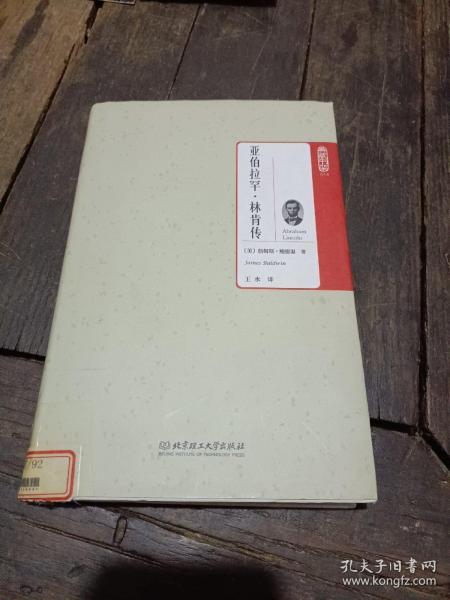 亚伯拉罕·林肯传
Abraham
Lincoln
〔美〕詹姆斯·鲍德温 著
James Baldwin
王水 译
北京理工大学出版社
BEIJING INSTITUTE OF TECHNOLOGY PRESS
/92
孔夫子旧书网
www.kongfz.com